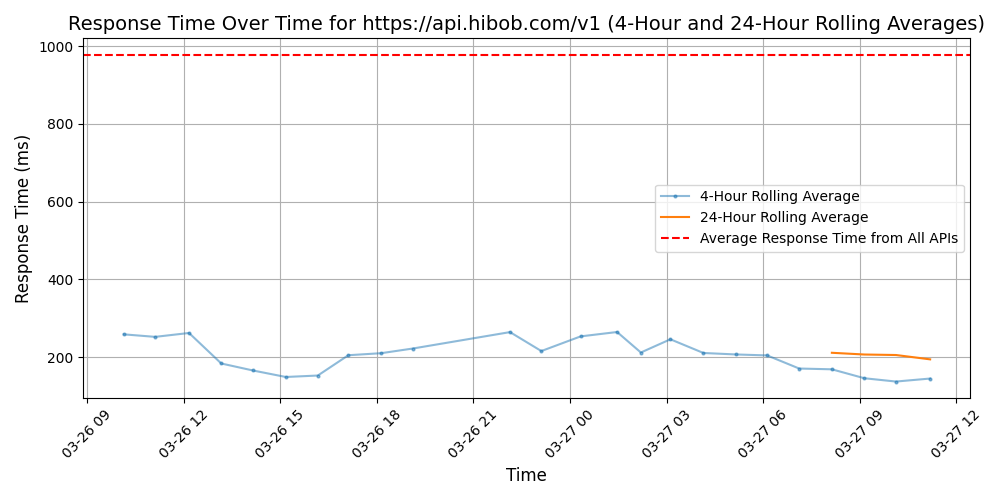 Response Time Over Time for https://api.hibob.com/v1 (4-Hour and 24-Hour Rolling Averages)
Response Time (ms)
1000
800
600
400
200
4-Hour Rolling Average
24-Hour Rolling Average
Average Response Time from All APIs
03-26 09
03-26 12
03-26 15
03-26 18
03-26 21
03-27 00
03-27 03
03-27 06
03-27 09
03-27 12
Time